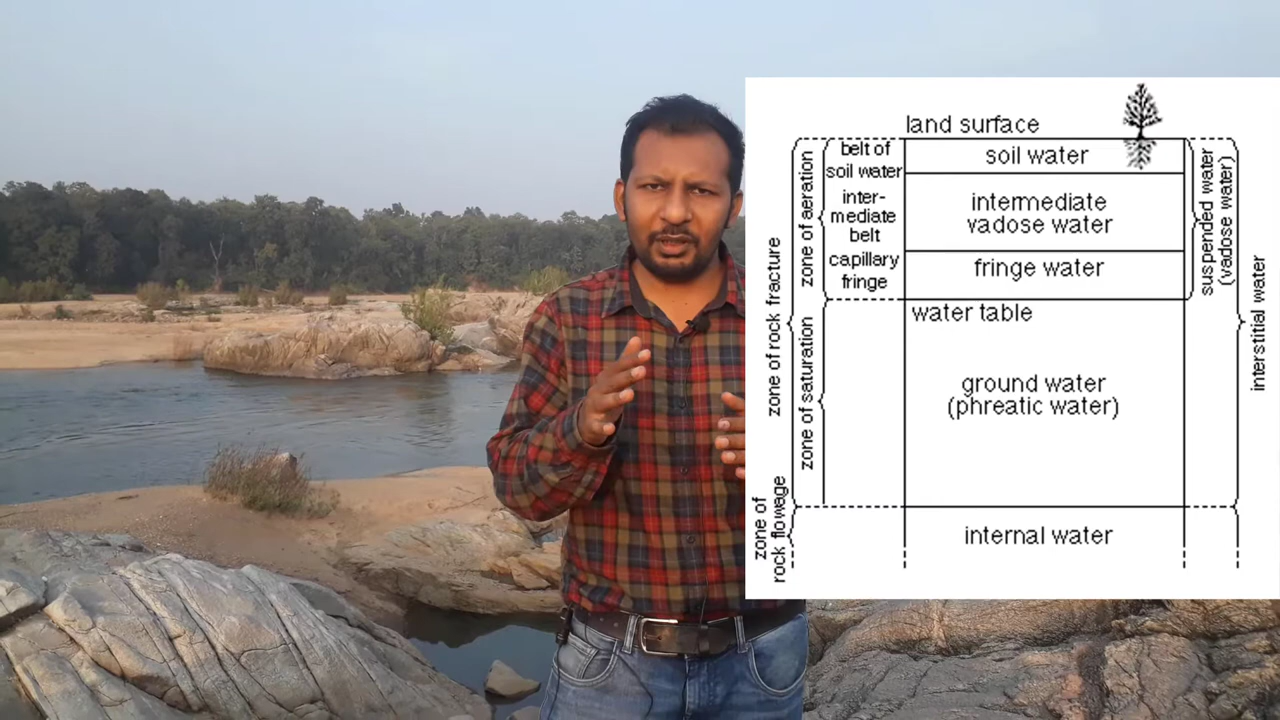 land surface
belt of
soil water
soil water
inter-
mediate
belt
intermediate
vadose water
capillary
fringe
fringe water
water table
ground water
(phreatic water)
internal water
zone of aeration
zone of saturation
zone of rock fracture
zone of
rock flowage
suspended water
(vadose water)
interstitial water